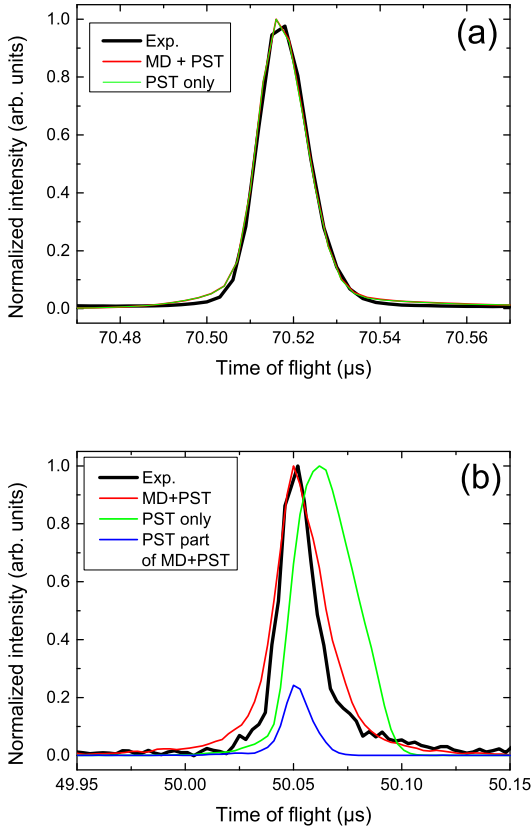 (a)
Exp.
MD + PST
PST only
Normalized intensity (arb. units)
1.0
0.8
0.6
0.4
0.2
0.0
70.48 70.50 70.52 70.54 70.56
Time of flight (µs)
(b)
Exp.
MD+PST
PST only
PST part
of MD+PST
Normalized intensity (arb. units)
1.0
0.8
0.6
0.4
0.2
0.0
49.95 50.00 50.05 50.10 50.15
Time of flight (µs)